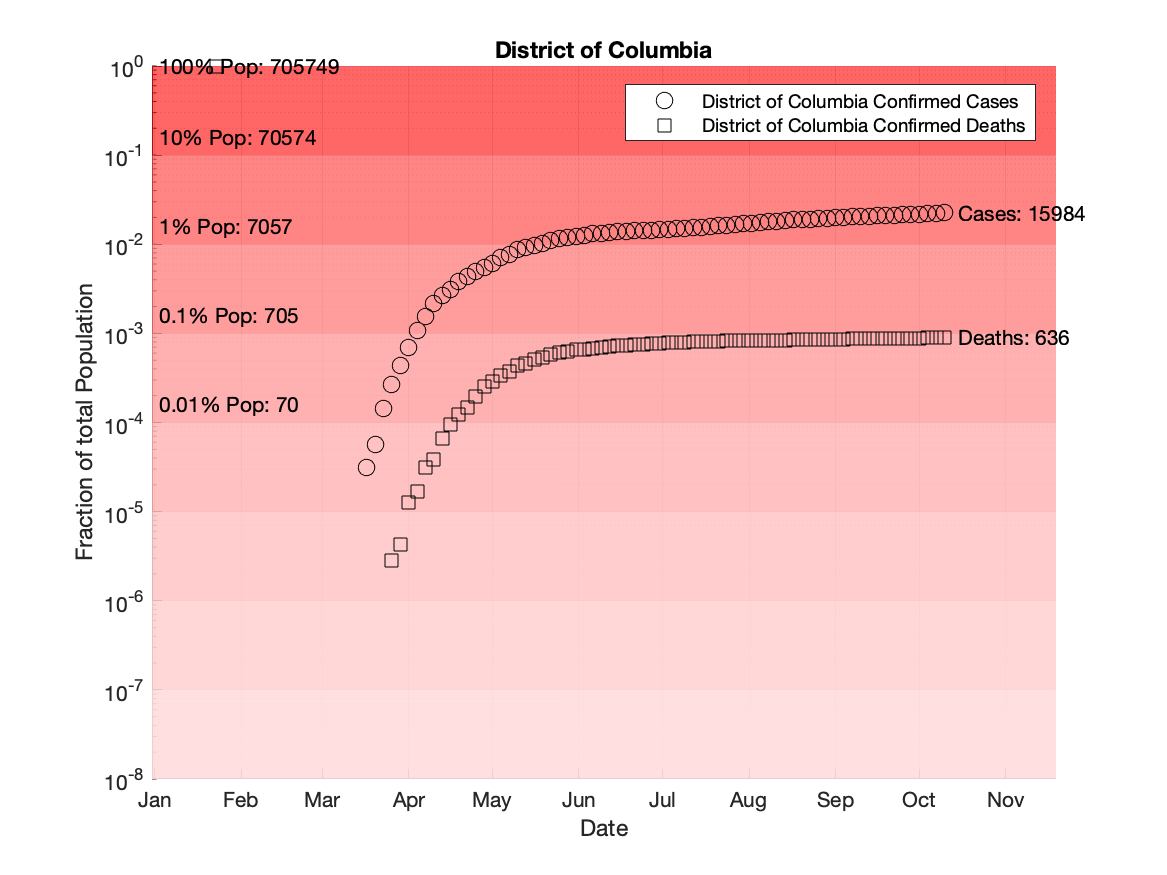 District of Columbia
10^0
100% Pop: 705749
District of Columbia Confirmed Cases
District of Columbia Confirmed Deaths
10% Pop: 70574
10^-1
1% Pop: 7057
Cases: 15984
10^-2
0.1% Pop: 705
10^-3
Deaths: 636
0.01% Pop: 70
10^-4
10^-5
10^-6
10^-7
10^-8
Fraction of total Population
Jan Feb Mar Apr May Jun Jul Aug Sep Oct Nov
Date